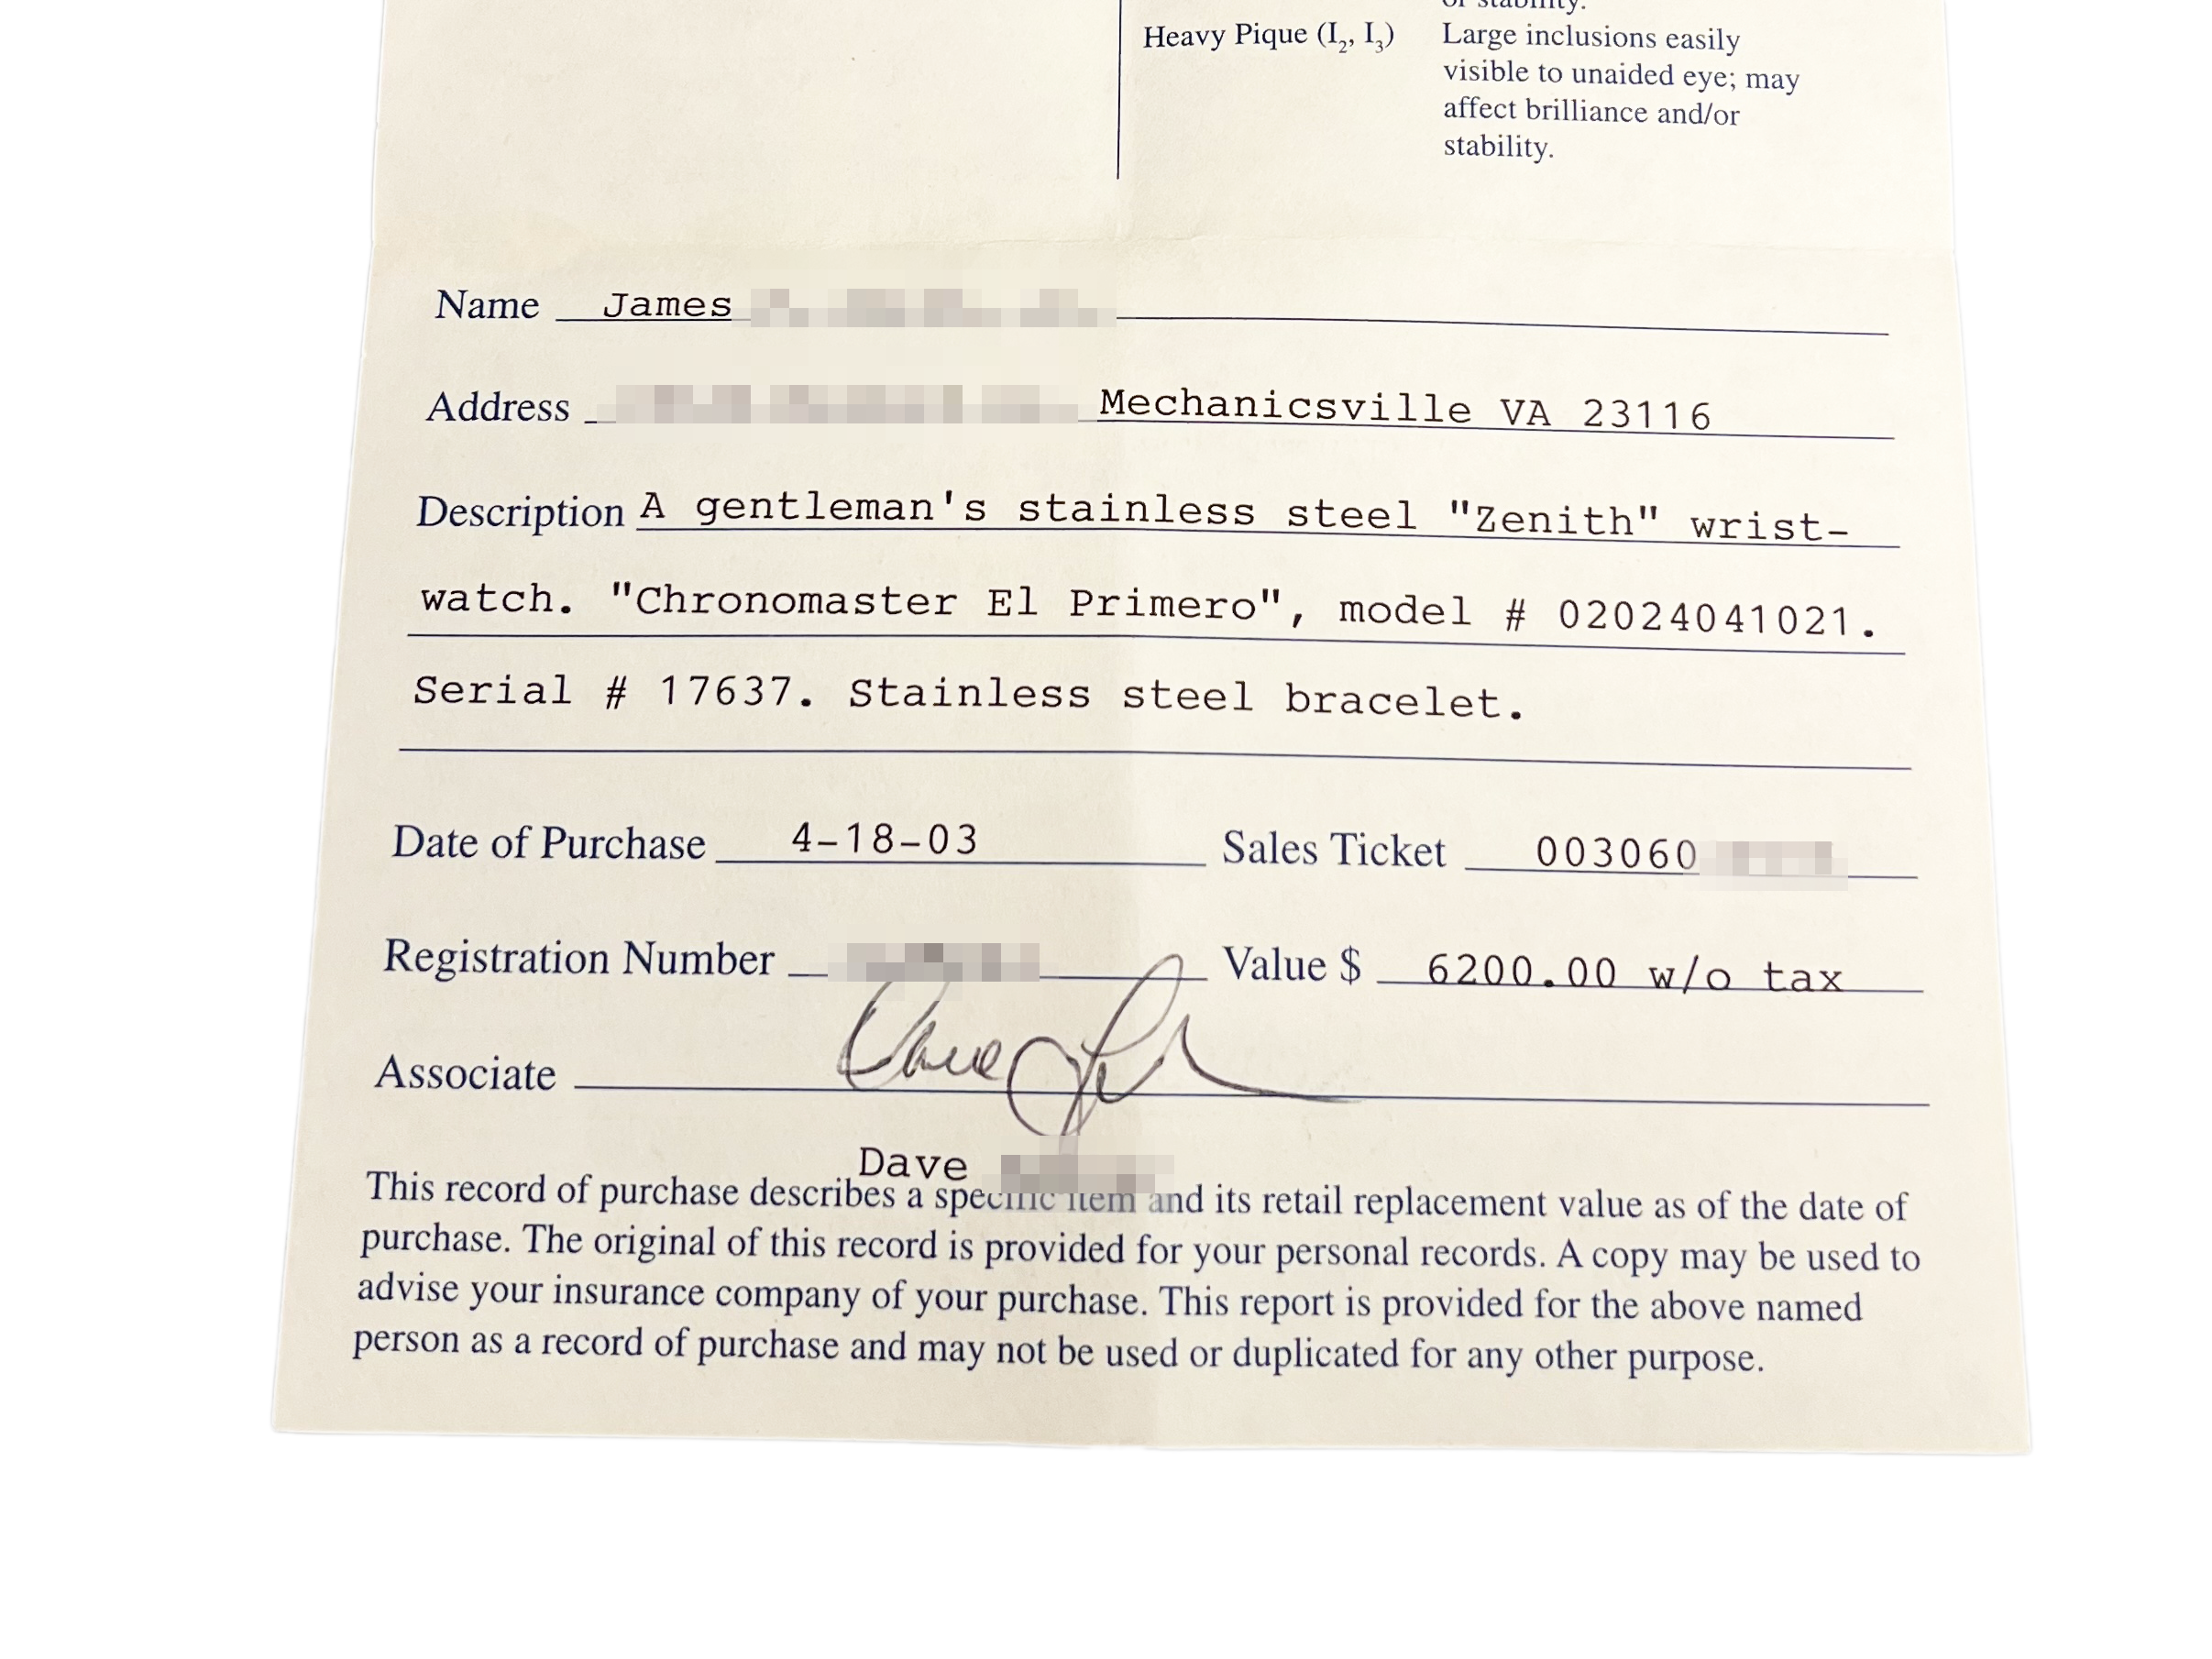 or stability.
Heavy Pique (I2, I3) Large inclusions easily
visible to unaided eye; may
affect brilliance and/or
stability.
Name James
Address Mechanicsville VA 23116
Description A gentleman's stainless steel "Zenith" wrist-
watch. "Chronomaster El Primero", model # 02024041021.
Serial # 17637. Stainless steel bracelet.
Date of Purchase 4-18-03 Sales Ticket 003060
Registration Number Value $ 6200.00 w/o tax
Associate Dave
Dave
This record of purchase describes a specific item and its retail replacement value as of the date of
purchase. The original of this record is provided for your personal records. A copy may be used to
advise your insurance company of your purchase. This report is provided for the above named
person as a record of purchase and may not be used or duplicated for any other purpose.